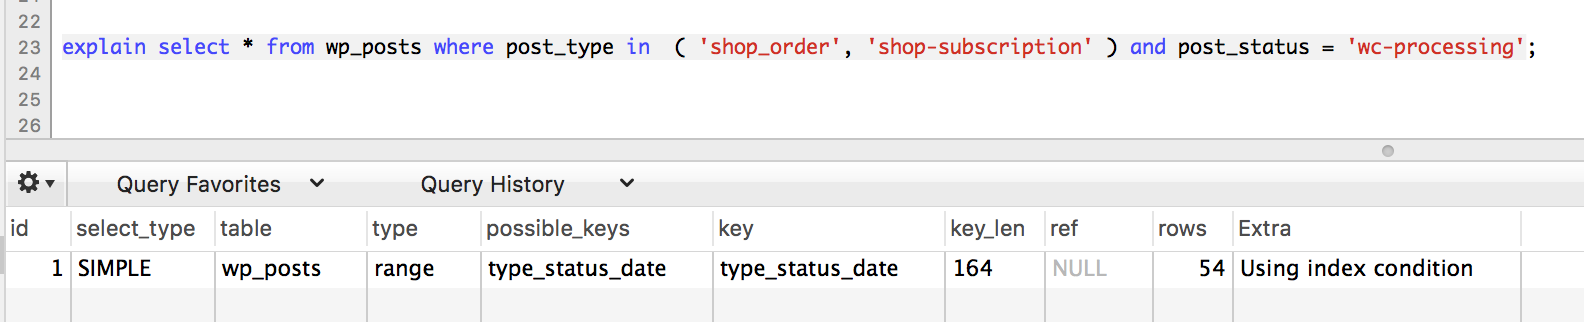 22
23 explain select * from wp_posts where post_type in ( 'shop_order', 'shop-subscription' ) and post_status = 'wc-processing';
24
25
26
Query Favorites Query History
id select_type table type possible_keys key key_len ref rows Extra
1 SIMPLE wp_posts range type_status_date type_status_date 164 NULL 54 Using index condition